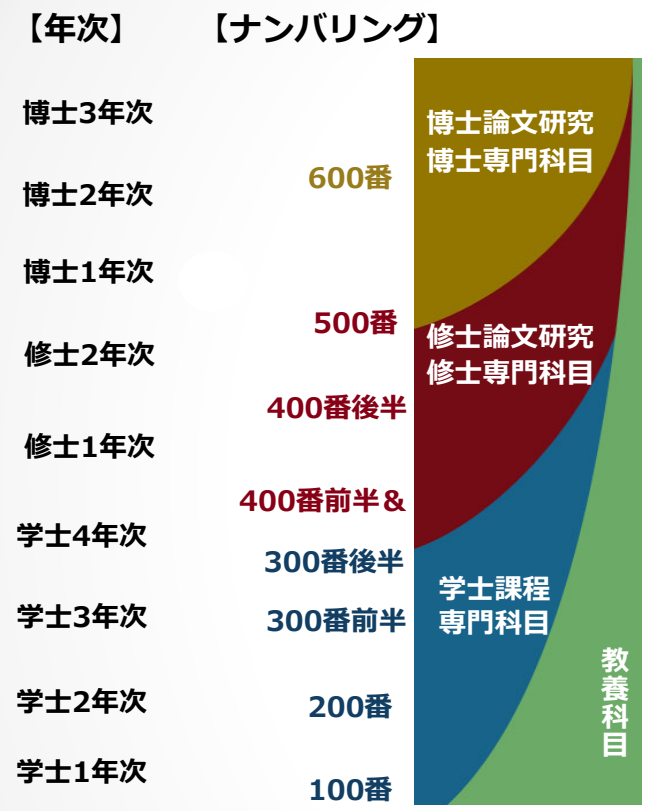 【年次】 【ナンバリング】
博士3年次
博士2年次
博士1年次
修士2年次
修士1年次
学士4年次
学士3年次
学士2年次
学士1年次
600番
500番
400番後半
400番前半&
300番後半
300番前半
200番
100番
博士論文研究
博士専門科目
修士論文研究
修士専門科目
学士課程
専門科目
教養科目